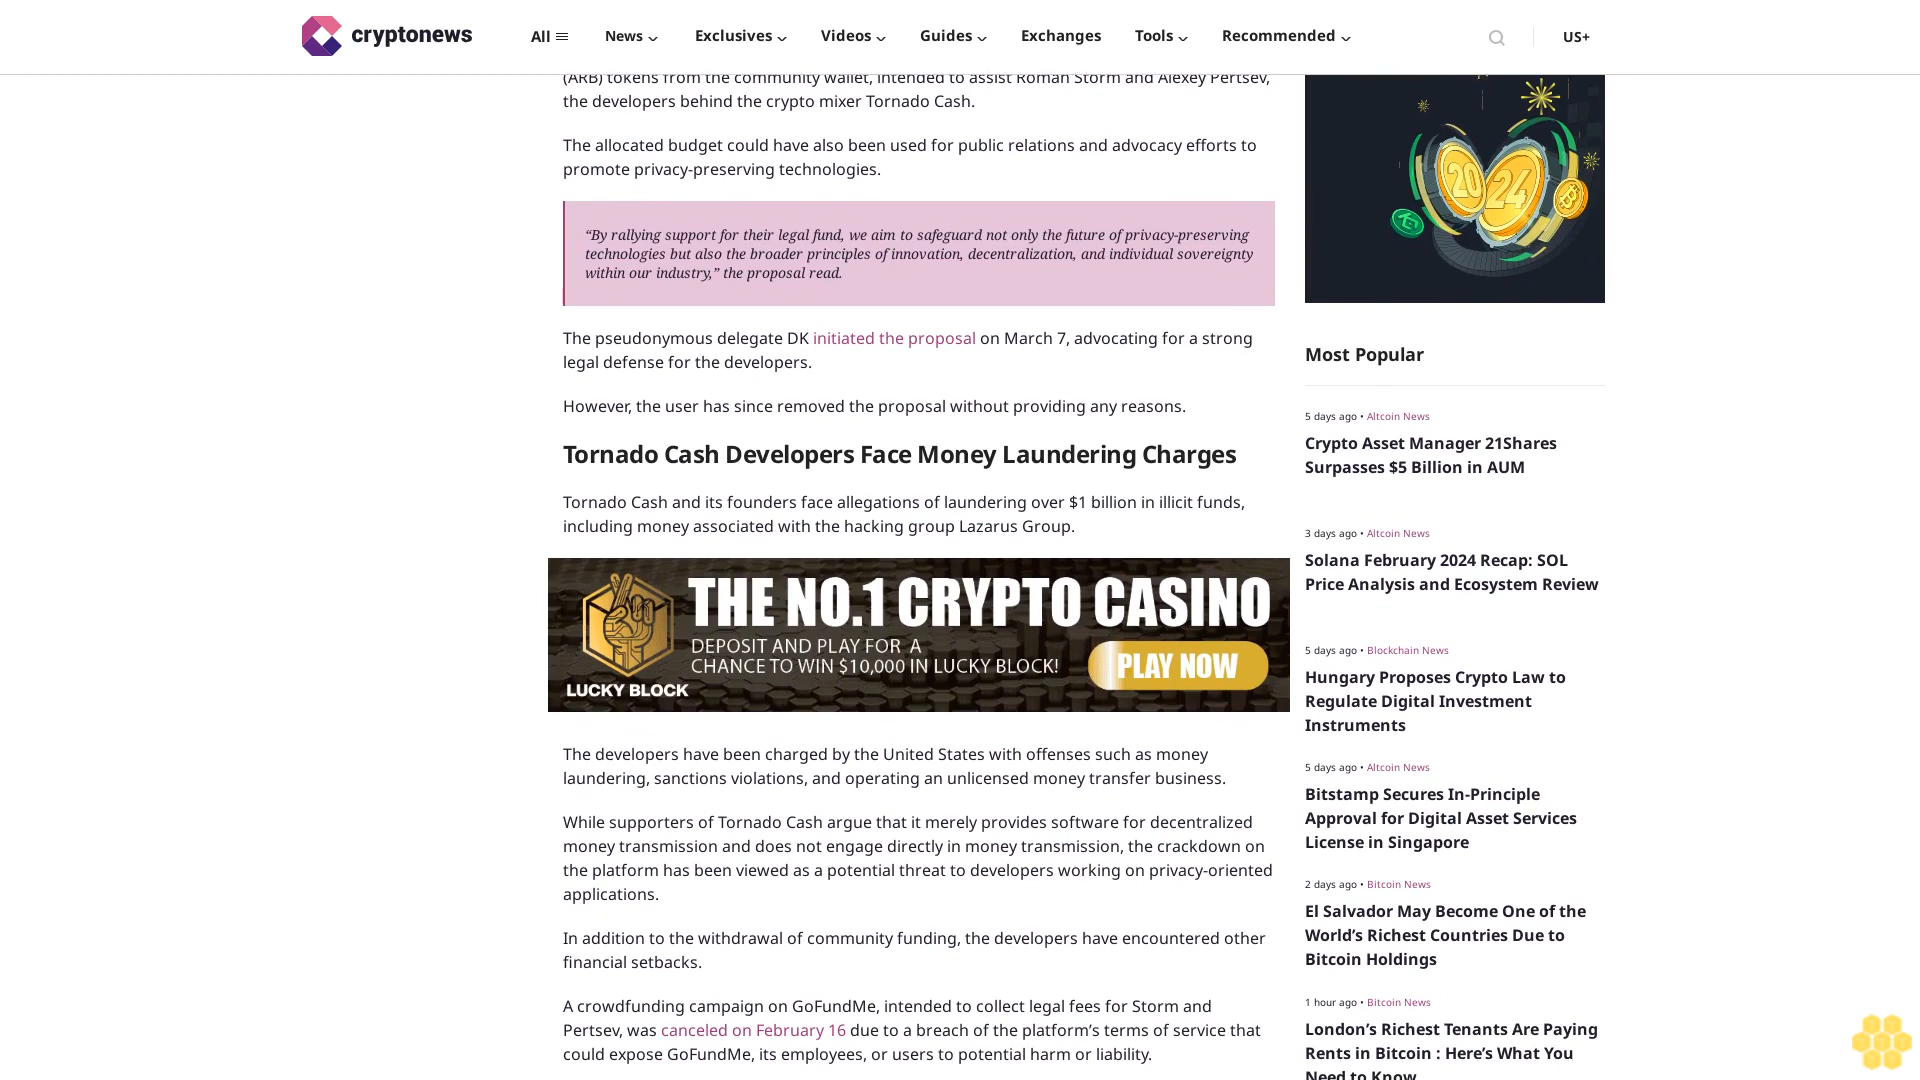 cryptonews
All
News
Exclusives
Videos
Guides
Exchanges
Tools
Recommended
US+
(ARB) tokens from the community wallet, intended to assist Roman Storm and Alexey Pertsev,
the developers behind the crypto mixer Tornado Cash.
The allocated budget could have also been used for public relations and advocacy efforts to
promote privacy-preserving technologies.
“By rallying support for their legal fund, we aim to safeguard not only the future of privacy-preserving
technologies but also the broader principles of innovation, decentralization, and individual sovereignty
within our industry,” the proposal read.
The pseudonymous delegate DK initiated the proposal on March 7, advocating for a strong
legal defense for the developers.
However, the user has since removed the proposal without providing any reasons.
Tornado Cash Developers Face Money Laundering Charges
Tornado Cash and its founders face allegations of laundering over $1 billion in illicit funds,
including money associated with the hacking group Lazarus Group.
THE NO.1 CRYPTO CASINO
DEPOSIT AND PLAY FOR A
CHANCE TO WIN $10,000 IN LUCKY BLOCK!
PLAY NOW
LUCKY BLOCK
The developers have been charged by the United States with offenses such as money
laundering, sanctions violations, and operating an unlicensed money transfer business.
While supporters of Tornado Cash argue that it merely provides software for decentralized
money transmission and does not engage directly in money transmission, the crackdown on
the platform has been viewed as a potential threat to developers working on privacy-oriented
applications.
In addition to the withdrawal of community funding, the developers have encountered other
financial setbacks.
A crowdfunding campaign on GoFundMe, intended to collect legal fees for Storm and
Pertsev, was canceled on February 16 due to a breach of the platform’s terms of service that
could expose GoFundMe, its employees, or users to potential harm or liability.
2024
Most Popular
5 days ago • Altcoin News
Crypto Asset Manager 21Shares
Surpasses $5 Billion in AUM
3 days ago • Altcoin News
Solana February 2024 Recap: SOL
Price Analysis and Ecosystem Review
5 days ago • Blockchain News
Hungary Proposes Crypto Law to
Regulate Digital Investment
Instruments
5 days ago • Altcoin News
Bitstamp Secures In-Principle
Approval for Digital Asset Services
License in Singapore
2 days ago • Bitcoin News
El Salvador May Become One of the
World’s Richest Countries Due to
Bitcoin Holdings
1 hour ago • Bitcoin News
London’s Richest Tenants Are Paying
Rents in Bitcoin : Here’s What You
Need to Know